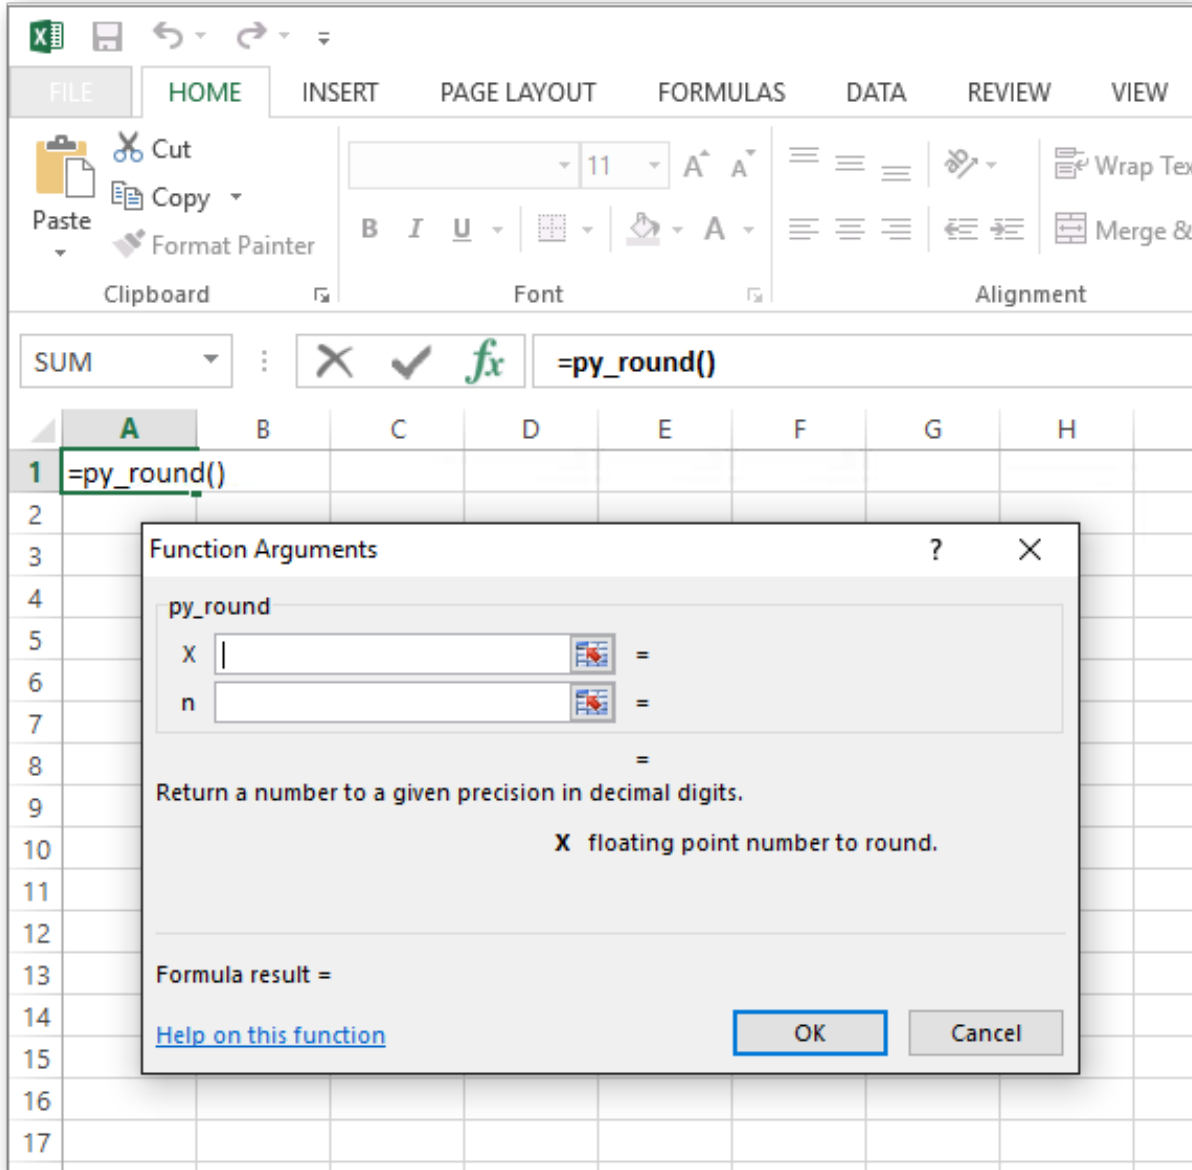 FILE HOME INSERT PAGE LAYOUT FORMULAS DATA REVIEW VIEW
Cut
Copy
Paste
Format Painter
11 A A
Wrap Tex
B I U A
Merge &
Clipboard Font Alignment
SUM fx =py_round()
A B C D E F G H
1 =py_round()
2
3
4
5
6
7
8
9
10
11
12
13
14
15
16
17
Function Arguments ?
py_round
X =
n =
=
Return a number to a given precision in decimal digits.
X floating point number to round.
Formula result =
Help on this function
OK Cancel